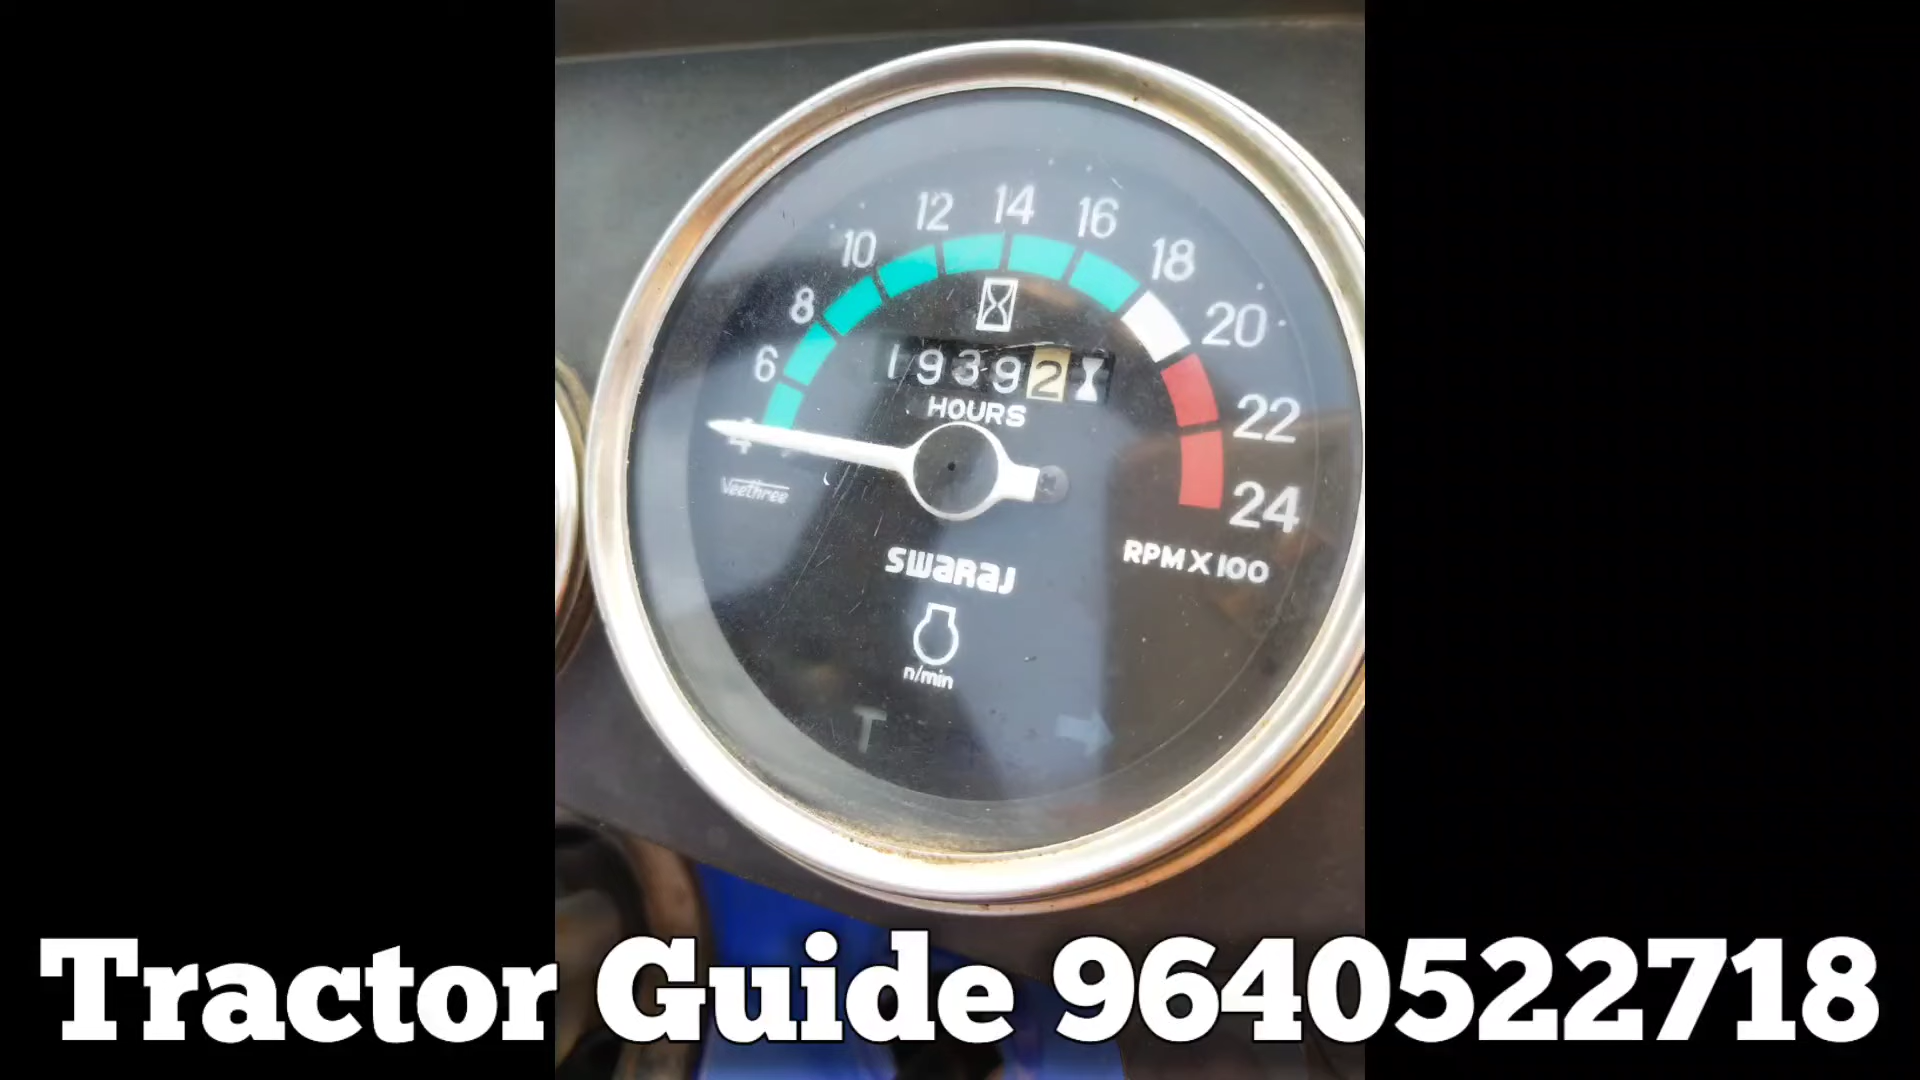 12 14 16
10 18
8 20
6 19392
HOURS 22
4
Veethree 24
SWARAJ RPM X 100
n/min
T
Tractor Guide 9640522718